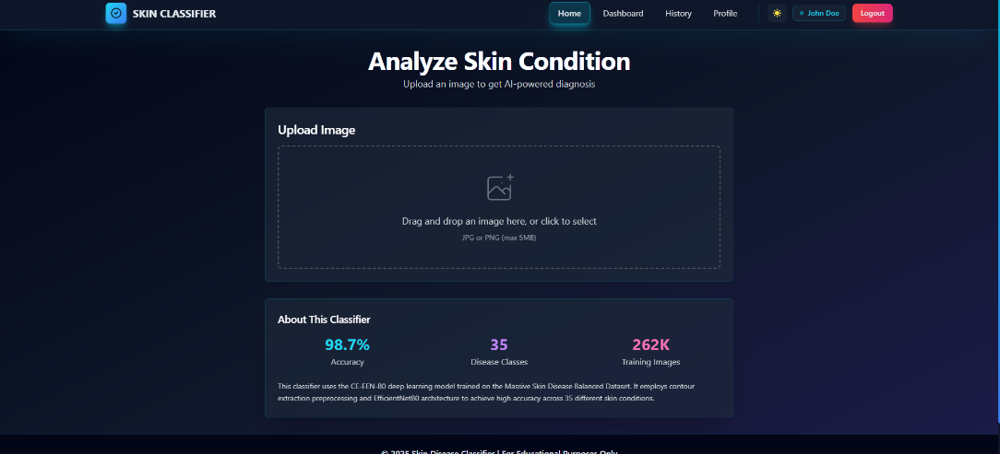 SKIN CLASSIFIER
Home
Dashboard
History
Profile
John Doe
Logout
Analyze Skin Condition
Upload an image to get AI-powered diagnosis
Upload Image
Drag and drop an image here, or click to select
JPG or PNG (max 5MB)
About This Classifier
98.7%
Accuracy
35
Disease Classes
262K
Training Images
This classifier uses the CE-EEN-B0 deep learning model trained on the Massive Skin Disease Balanced Dataset. It employs contour
extraction preprocessing and EfficientNetB0 architecture to achieve high accuracy across 35 different skin conditions.
© 2025 Skin Disease Classifier | For Educational Purposes Only